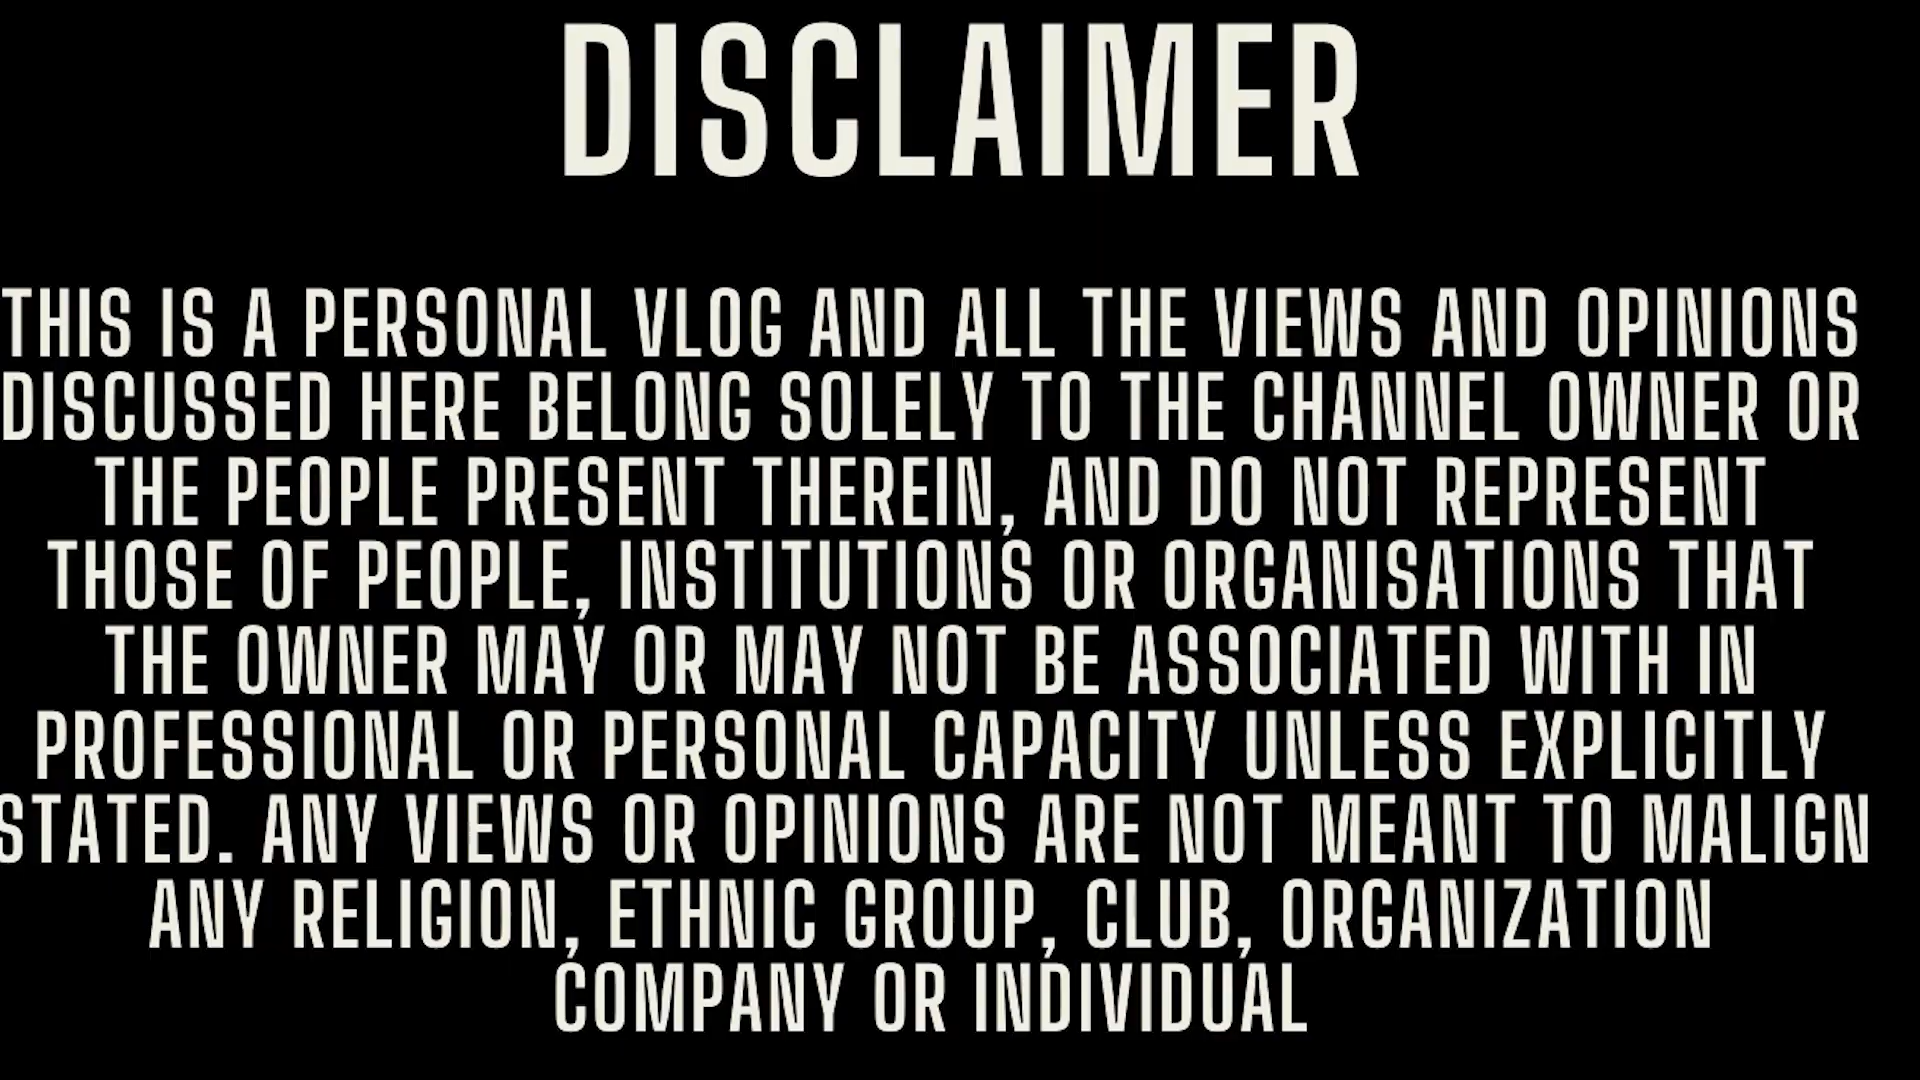 DISCLAIMER
THIS IS A PERSONAL VLOG AND ALL THE VIEWS AND OPINIONS
DISCUSSED HERE BELONG SOLELY TO THE CHANNEL OWNER OR
THE PEOPLE PRESENT THEREIN, AND DO NOT REPRESENT
THOSE OF PEOPLE, INSTITUTIONS OR ORGANISATIONS THAT
THE OWNER MAY OR MAY NOT BE ASSOCIATED WITH IN
PROFESSIONAL OR PERSONAL CAPACITY UNLESS EXPLICITLY
STATED. ANY VIEWS OR OPINIONS ARE NOT MEANT TO MALIGN
ANY RELIGION, ETHNIC GROUP, CLUB, ORGANIZATION
COMPANY OR INDIVIDUAL